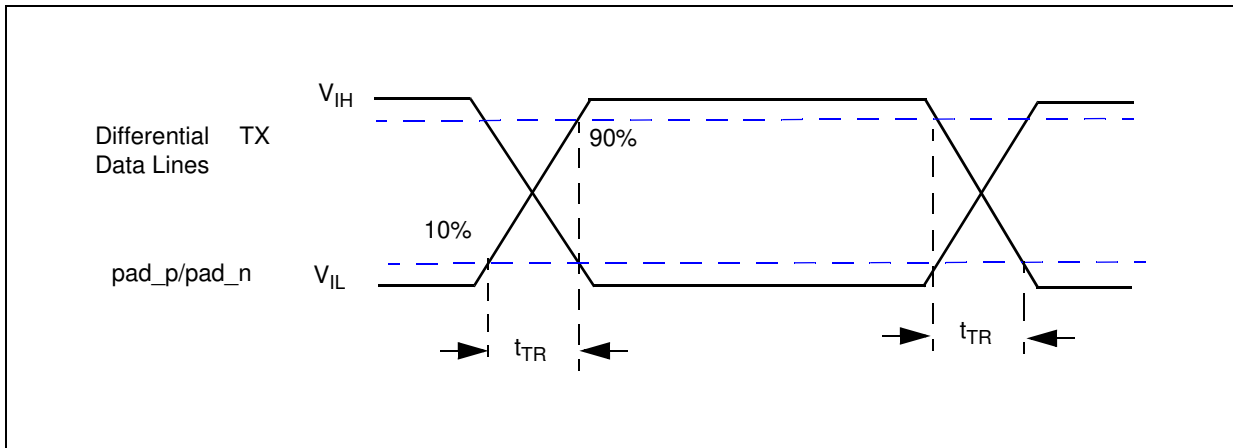 V_IH
Differential TX
Data Lines
90%
10%
pad_p/pad_n
V_IL
t_TR
t_TR